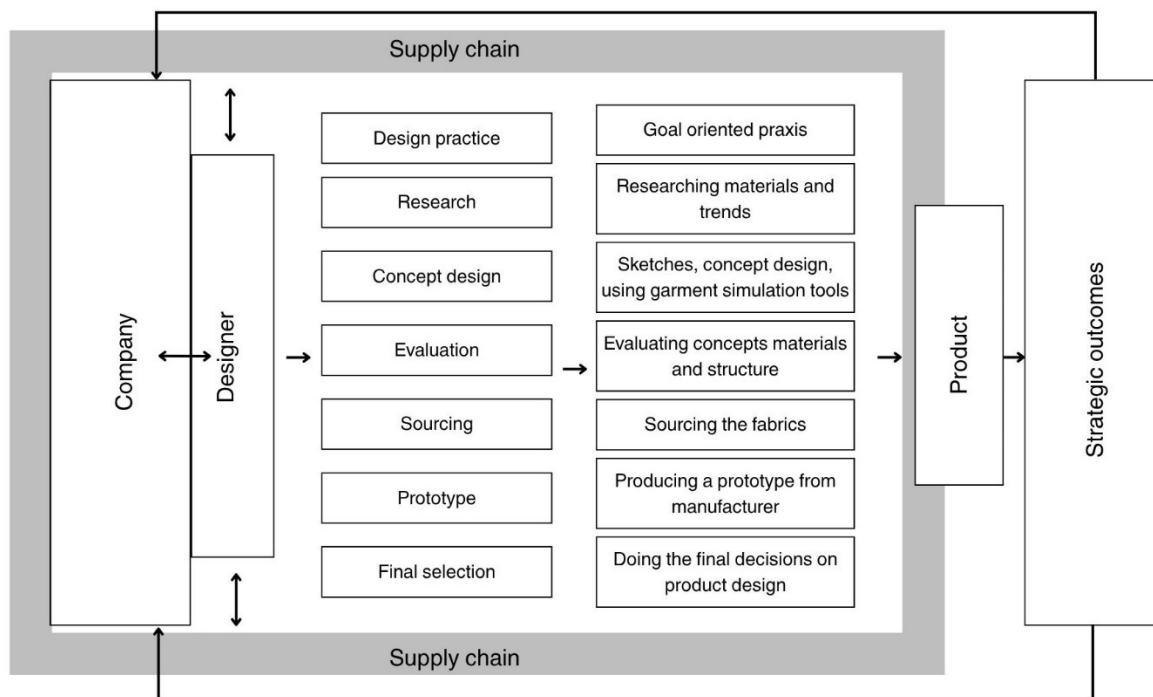 Supply chain
Company
Designer
Design practice
Research
Concept design
Evaluation
Sourcing
Prototype
Final selection
Goal oriented praxis
Researching materials and
trends
Sketches, concept design,
using garment simulation tools
Evaluating concepts materials
and structure
Sourcing the fabrics
Producing a prototype from
manufacturer
Doing the final decisions on
product design
Product
Strategic outcomes
Supply chain